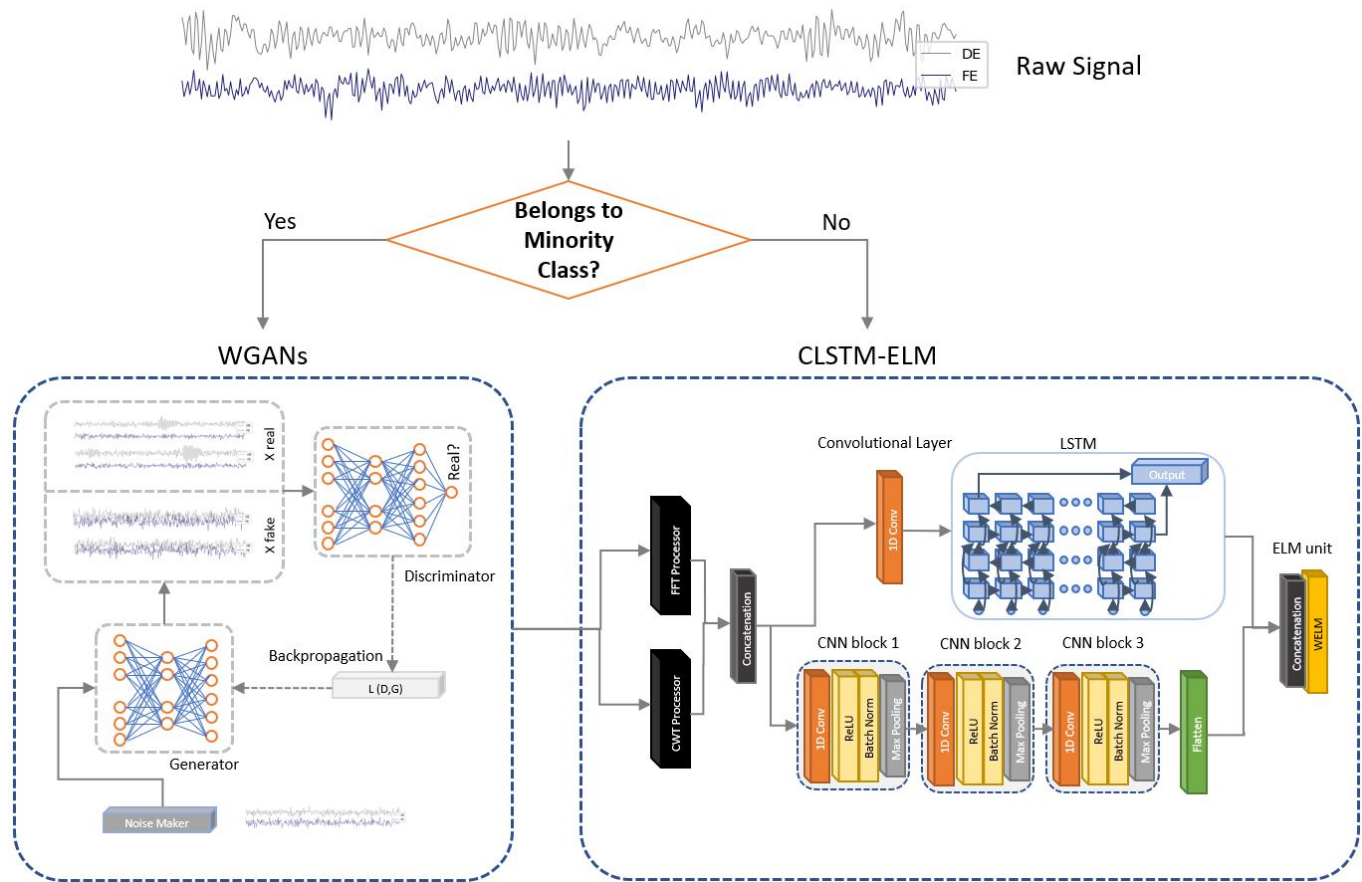 DE
FE
Raw Signal
Belongs to
Minority
Class?
Yes
No
WGANs
CLSTM-ELM
X real
X fake
Real?
Discriminator
Backpropagation
L (D,G)
Generator
Noise Maker
FFT Processor
CWT Processor
Concatenation
Convolutional Layer
1D Conv
LSTM
Output
CNN block 1
CNN block 2
CNN block 3
1D Conv
ReLU
Batch Norm
Max Pooling
1D Conv
ReLU
Batch Norm
Max Pooling
1D Conv
ReLU
Batch Norm
Max Pooling
Flatten
ELM unit
Concatenation
WELM